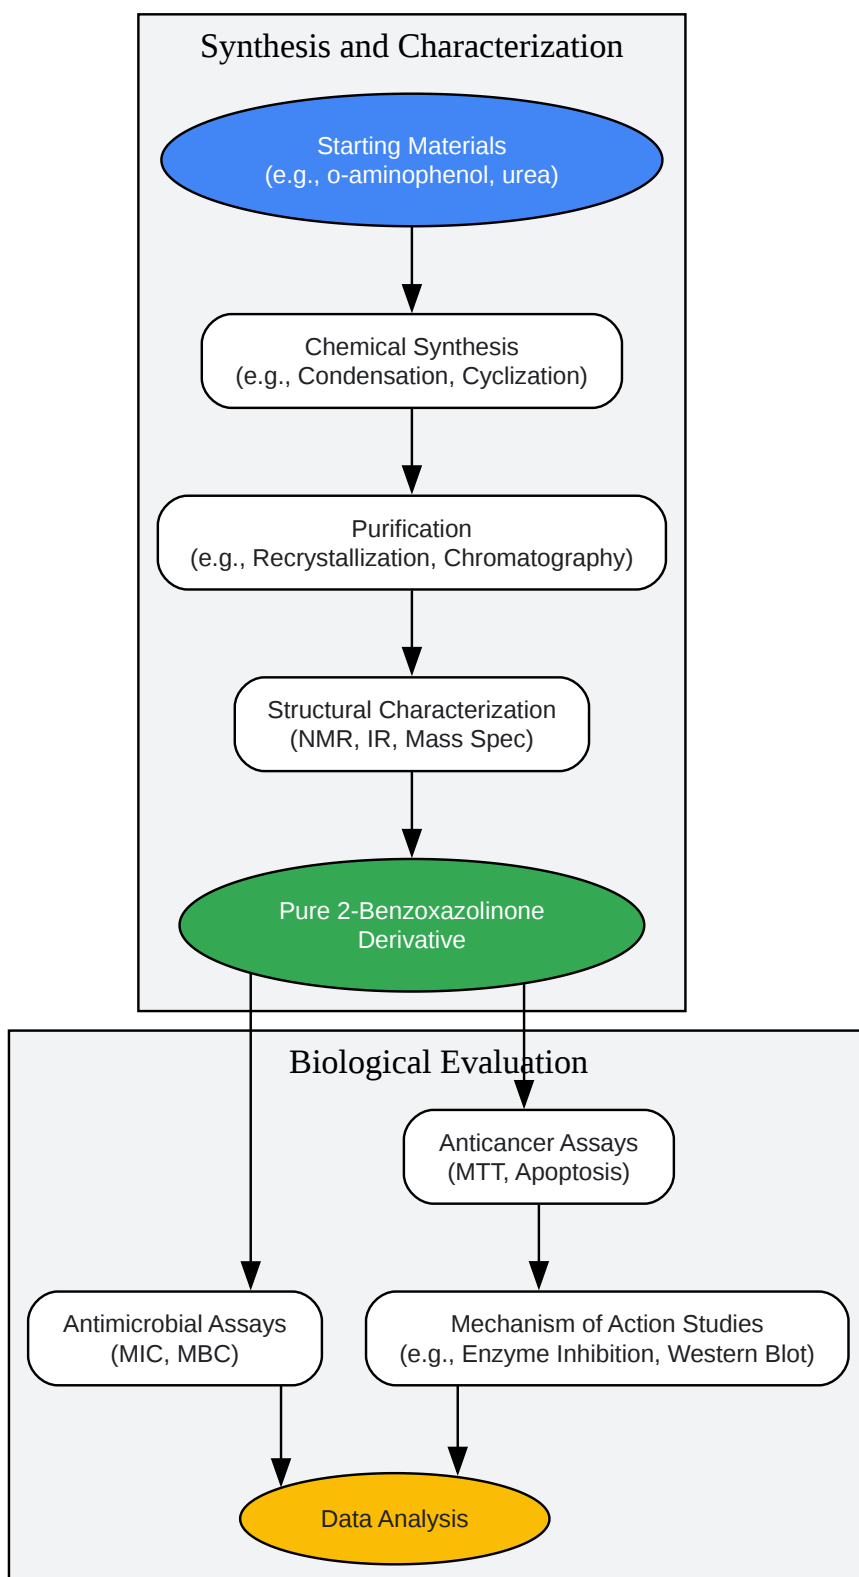 Synthesis and Characterization
Starting Materials
(e.g., o-aminophenol, urea)
Chemical Synthesis
(e.g., Condensation, Cyclization)
Purification
(e.g., Recrystallization, Chromatography)
Structural Characterization
(NMR, IR, Mass Spec)
Pure 2-Benzoxazolinone
Derivative
Biological Evaluation
Anticancer Assays
(MTT, Apoptosis)
Antimicrobial Assays
(MIC, MBC)
Mechanism of Action Studies
(e.g., Enzyme Inhibition, Western Blot)
Data Analysis